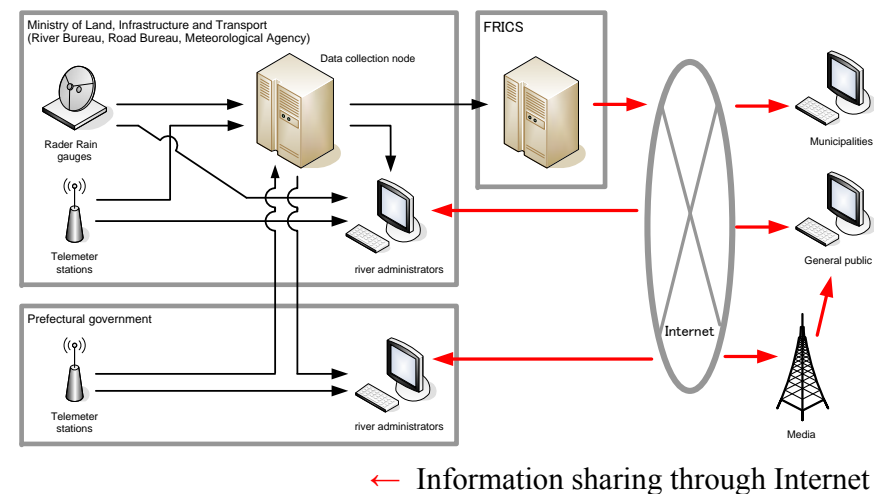 Ministry of Land, Infrastructure and Transport
(River Bureau, Road Bureau, Meteorological Agency)
Data collection node
Rader Rain
gauges
Telemeter
stations
river administrators
FRICS
Internet
Municipalities
General public
Media
Prefectural government
Telemeter
stations
river administrators
← Information sharing through Internet